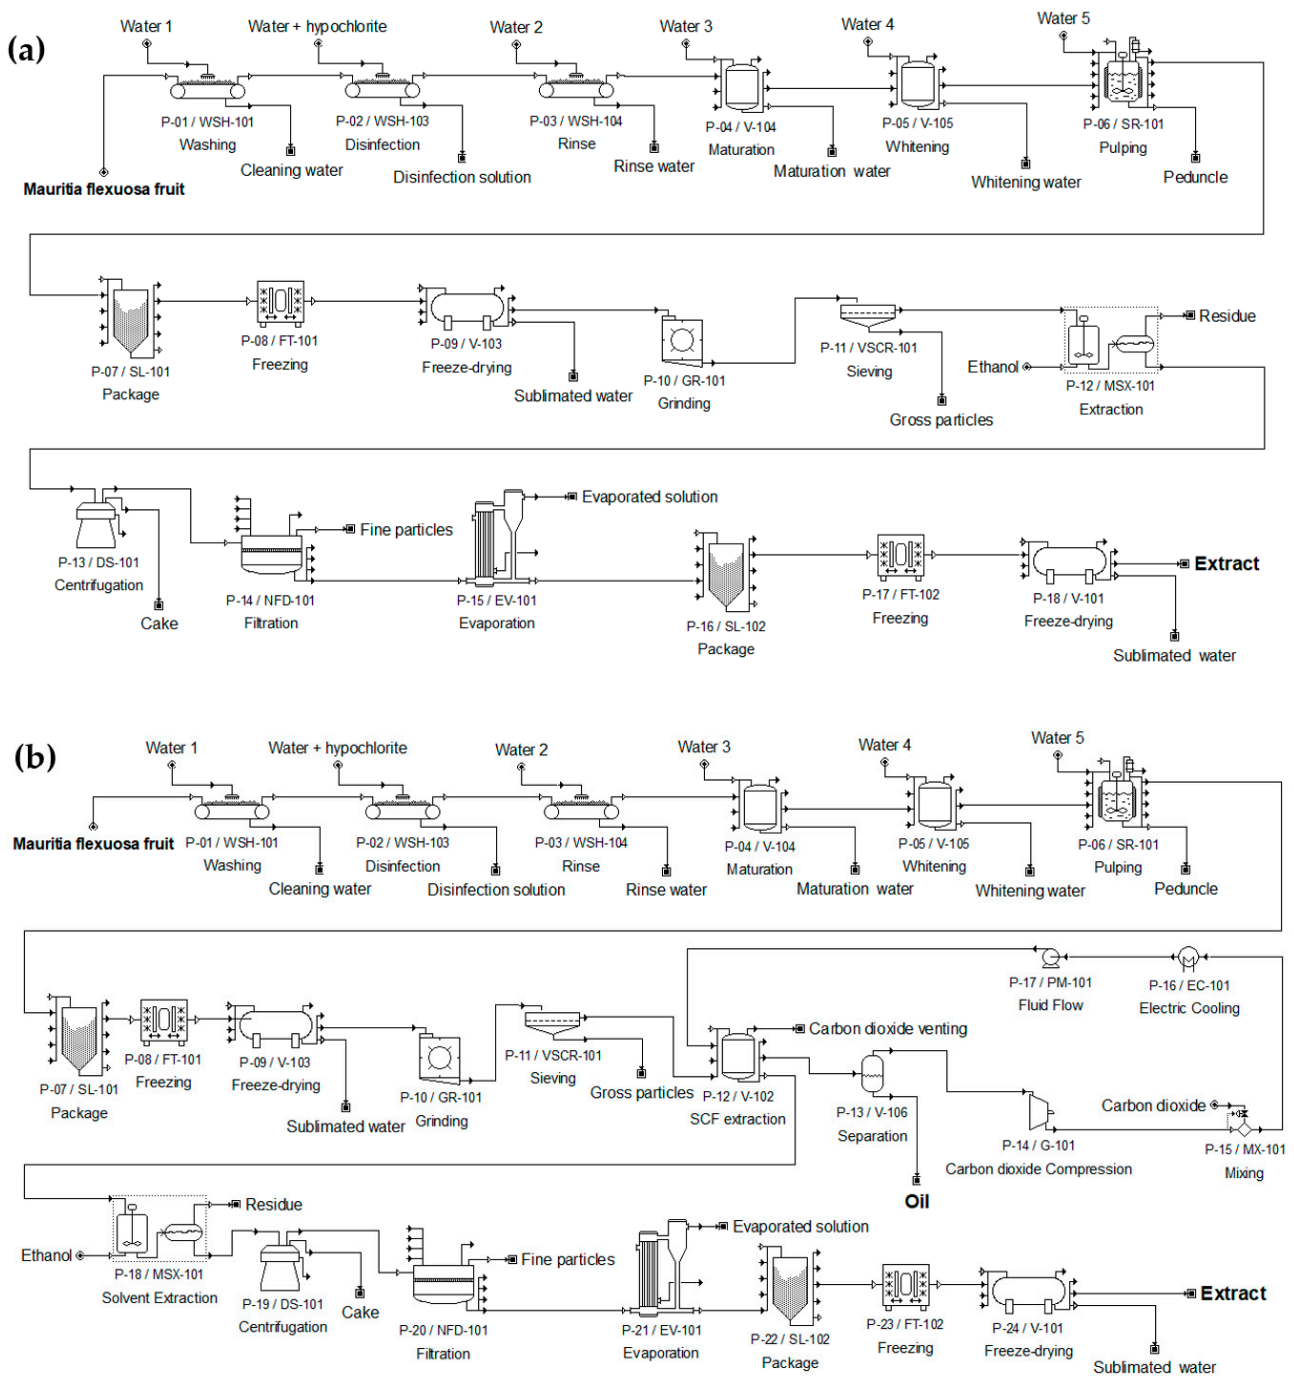 (a)
Water 1
Water + hypochlorite
Water 2
Water 3
Water 4
Water 5
P-01 / WSH-101
Washing
P-02 / WSH-103
Disinfection
P-03 / WSH-104
Rinse
P-04 / V-104
Maturation
P-05 / V-105
Whitening
P-06 / SR-101
Pulping
Mauritia flexuosa fruit
Cleaning water
Disinfection solution
Rinse water
Maturation water
Whitening water
Peduncle
P-07 / SL-101
Package
P-08 / FT-101
Freezing
P-09 / V-103
Freeze-drying
Sublimated water
P-10 / GR-101
Grinding
P-11 / VSCR-101
Sieving
Gross particles
Ethanol
P-12 / MSX-101
Extraction
Residue
P-13 / DS-101
Centrifugation
Cake
P-14 / NFD-101
Filtration
Fine particles
P-15 / EV-101
Evaporation
Evaporated solution
P-16 / SL-102
Package
P-17 / FT-102
Freezing
P-18 / V-101
Freeze-drying
Extract
Sublimated water
(b)
Water 1
Water + hypochlorite
Water 2
Water 3
Water 4
Water 5
Mauritia flexuosa fruit
P-01 / WSH-101
Washing
P-02 / WSH-103
Disinfection
P-03 / WSH-104
Rinse
P-04 / V-104
Maturation
P-05 / V-105
Whitening
P-06 / SR-101
Pulping
Cleaning water
Disinfection solution
Rinse water
Maturation water
Whitening water
Peduncle
P-17 / PM-101
Fluid Flow
P-16 / EC-101
Electric Cooling
P-07 / SL-101
Package
P-08 / FT-101
Freezing
P-09 / V-103
Freeze-drying
Sublimated water
P-10 / GR-101
Grinding
P-11 / VSCR-101
Sieving
Gross particles
Carbon dioxide venting
P-12 / V-102
SCF extraction
P-13 / V-106
Separation
Oil
P-14 / G-101
Carbon dioxide Compression
Carbon dioxide
P-15 / MX-101
Mixing
Residue
Ethanol
P-18 / MSX-101
Solvent Extraction
P-19 / DS-101
Centrifugation
Cake
P-20 / NFD-101
Filtration
Fine particles
P-21 / EV-101
Evaporation
Evaporated solution
P-22 / SL-102
Package
P-23 / FT-102
Freezing
P-24 / V-101
Freeze-drying
Extract
Sublimated water